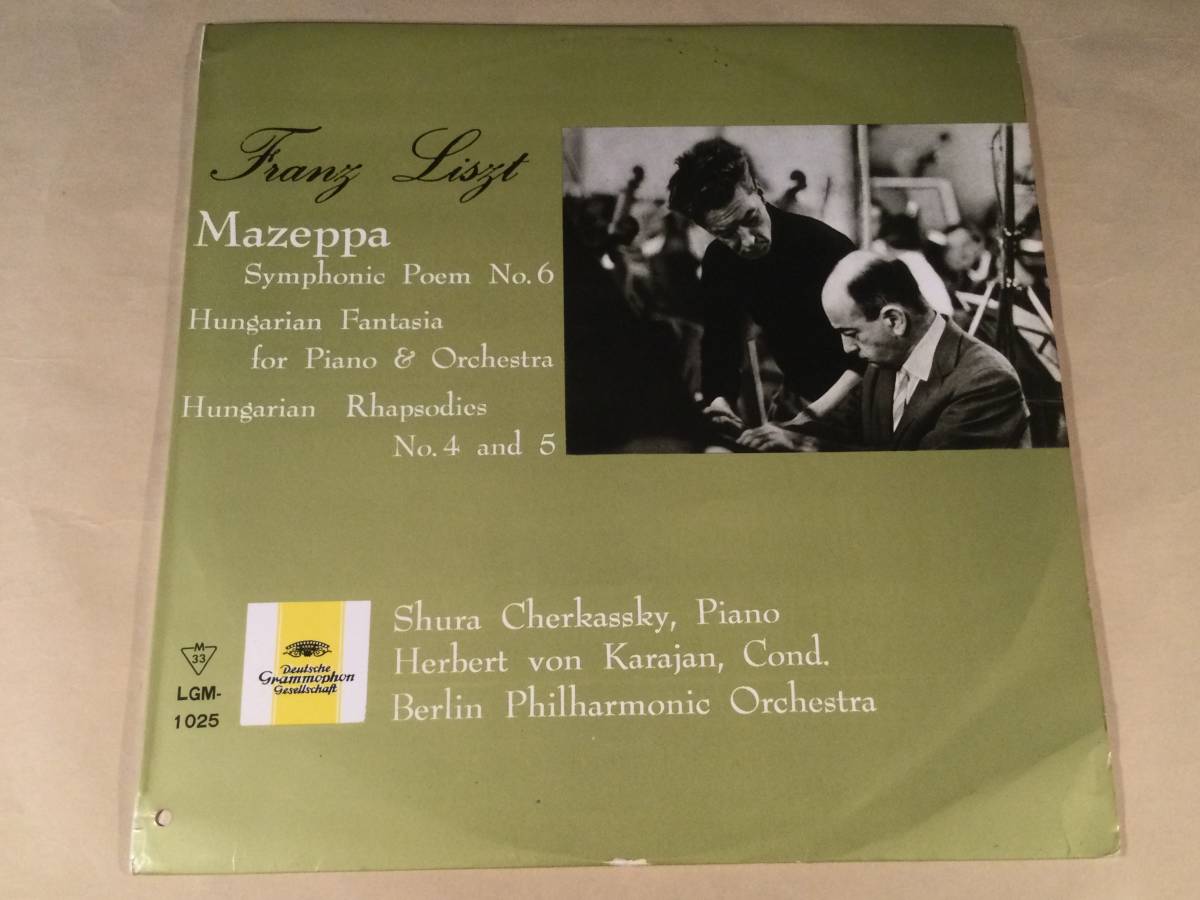 Franz Liszt
Mazeppa
Symphonic Poem No.6
Hungarian Fantasia
for Piano & Orchestra
Hungarian Rhapsodies
No.4 and 5
Shura Cherkassky, Piano
Herbert von Karajan, Cond.
Berlin Philharmonic Orchestra
Deutsche
Grammophon
Gesellschaft
M
33
LGM-
1025